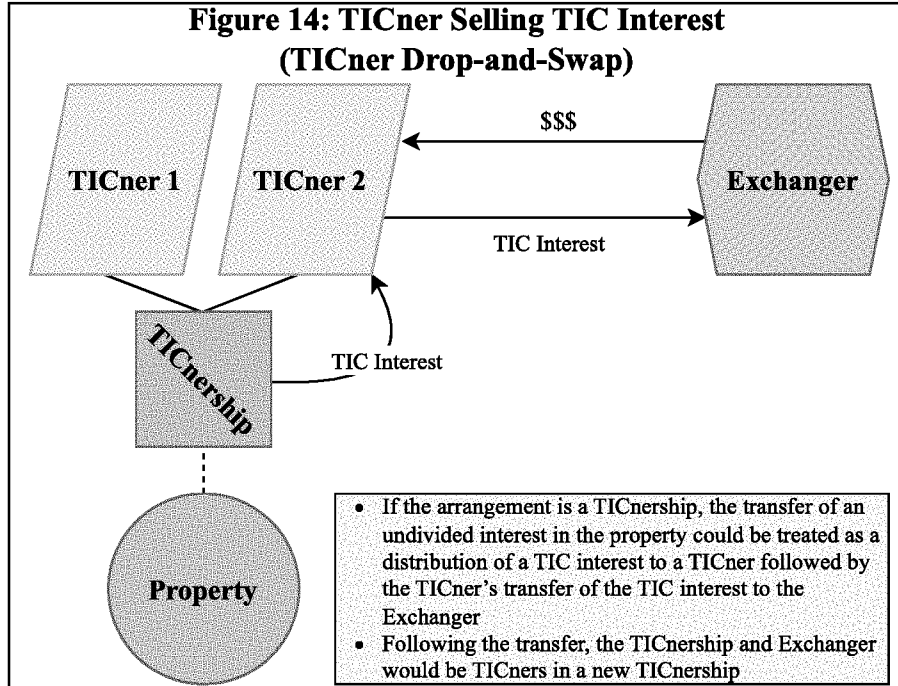 Figure 14: TICner Selling TIC Interest
(TICner Drop-and-Swap)
$$$
TICner 1
TICner 2
Exchanger
TIC Interest
TICnership
TIC Interest
Property
• If the arrangement is a TICnership, the transfer of an
undivided interest in the property could be treated as a
distribution of a TIC interest to a TICner followed by
the TICner's transfer of the TIC interest to the
Exchanger
• Following the transfer, the TICnership and Exchanger
would be TICners in a new TICnership